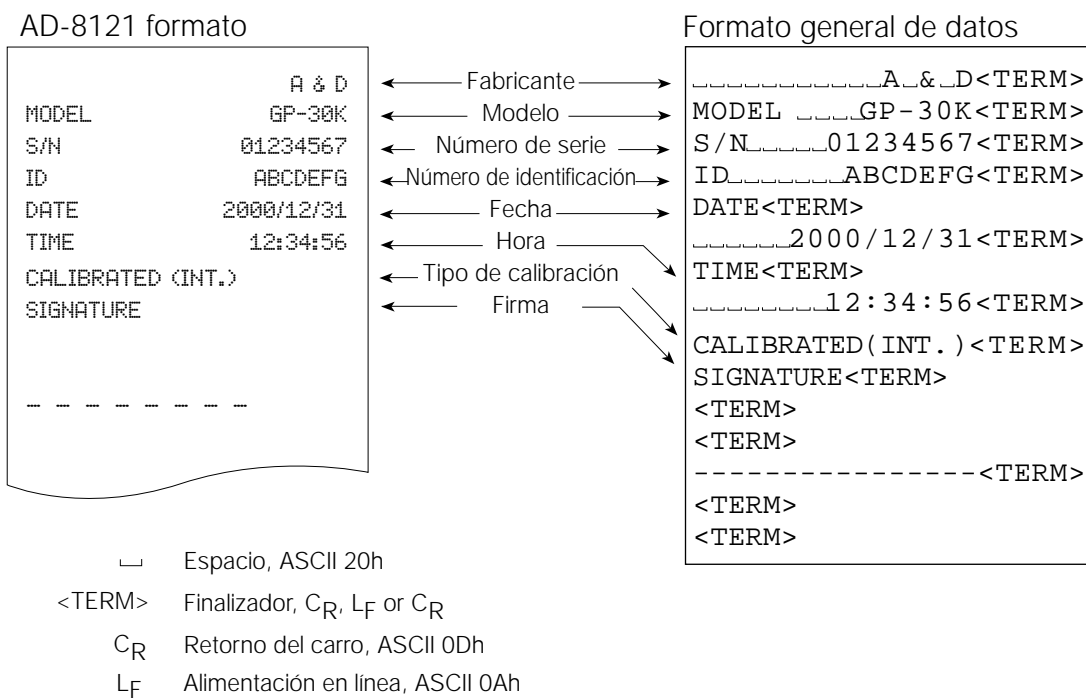 AD-8121 formato
A & D
MODEL GP-30K
S/N 01234567
ID ABCDEFG
DATE 2000/12/31
TIME 12:34:56
CALIBRATED (INT.)
SIGNATURE
- - - - - - - -
Fabricante
Modelo
Número de serie
Número de identificación
Fecha
Hora
Tipo de calibración
Firma
Formato general de datos
␣␣␣␣␣␣␣␣␣␣␣A␣&␣D<TERM>
MODEL ␣␣␣␣GP-30K<TERM>
S/N␣␣␣␣␣01234567<TERM>
ID␣␣␣␣␣␣␣ABCDEFG<TERM>
DATE<TERM>
␣␣␣␣␣␣2000/12/31<TERM>
TIME<TERM>
␣␣␣␣␣␣␣␣12:34:56<TERM>
CALIBRATED(INT.)<TERM>
SIGNATURE<TERM>
<TERM>
<TERM>
----------------<TERM>
<TERM>
<TERM>
␣ Espacio, ASCII 20h
<TERM> Finalizador, CR, LF or CR
CR Retorno del carro, ASCII 0Dh
LF Alimentación en línea, ASCII 0Ah